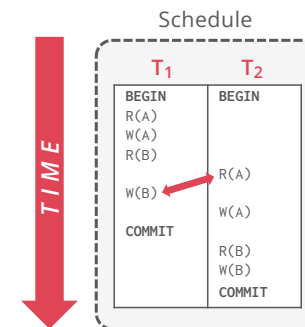 Schedule
TIME
T1 T2
BEGIN BEGIN
R(A)
W(A)
R(B)
R(A)
W(B)
W(A)
COMMIT
R(B)
W(B)
COMMIT